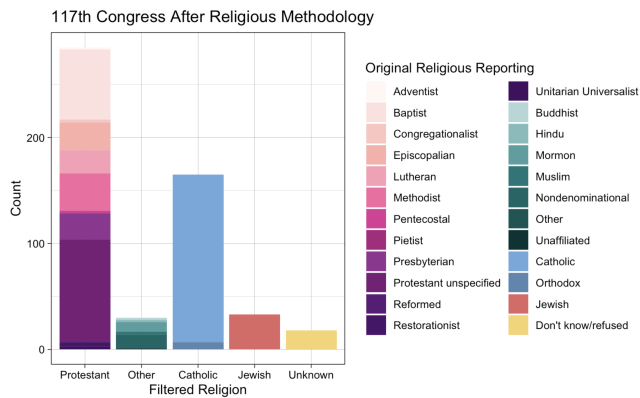 117th Congress After Religious Methodology
Count
200
100
0
Protestant
Other
Catholic
Jewish
Unknown
Filtered Religion
Original Religious Reporting
Adventist
Baptist
Congregationalist
Episcopalian
Lutheran
Methodist
Pentecostal
Pietist
Presbyterian
Protestant unspecified
Reformed
Restorationist
Unitarian Universalist
Buddhist
Hindu
Mormon
Muslim
Nondenominational
Other
Unaffiliated
Catholic
Orthodox
Jewish
Don't know/refused